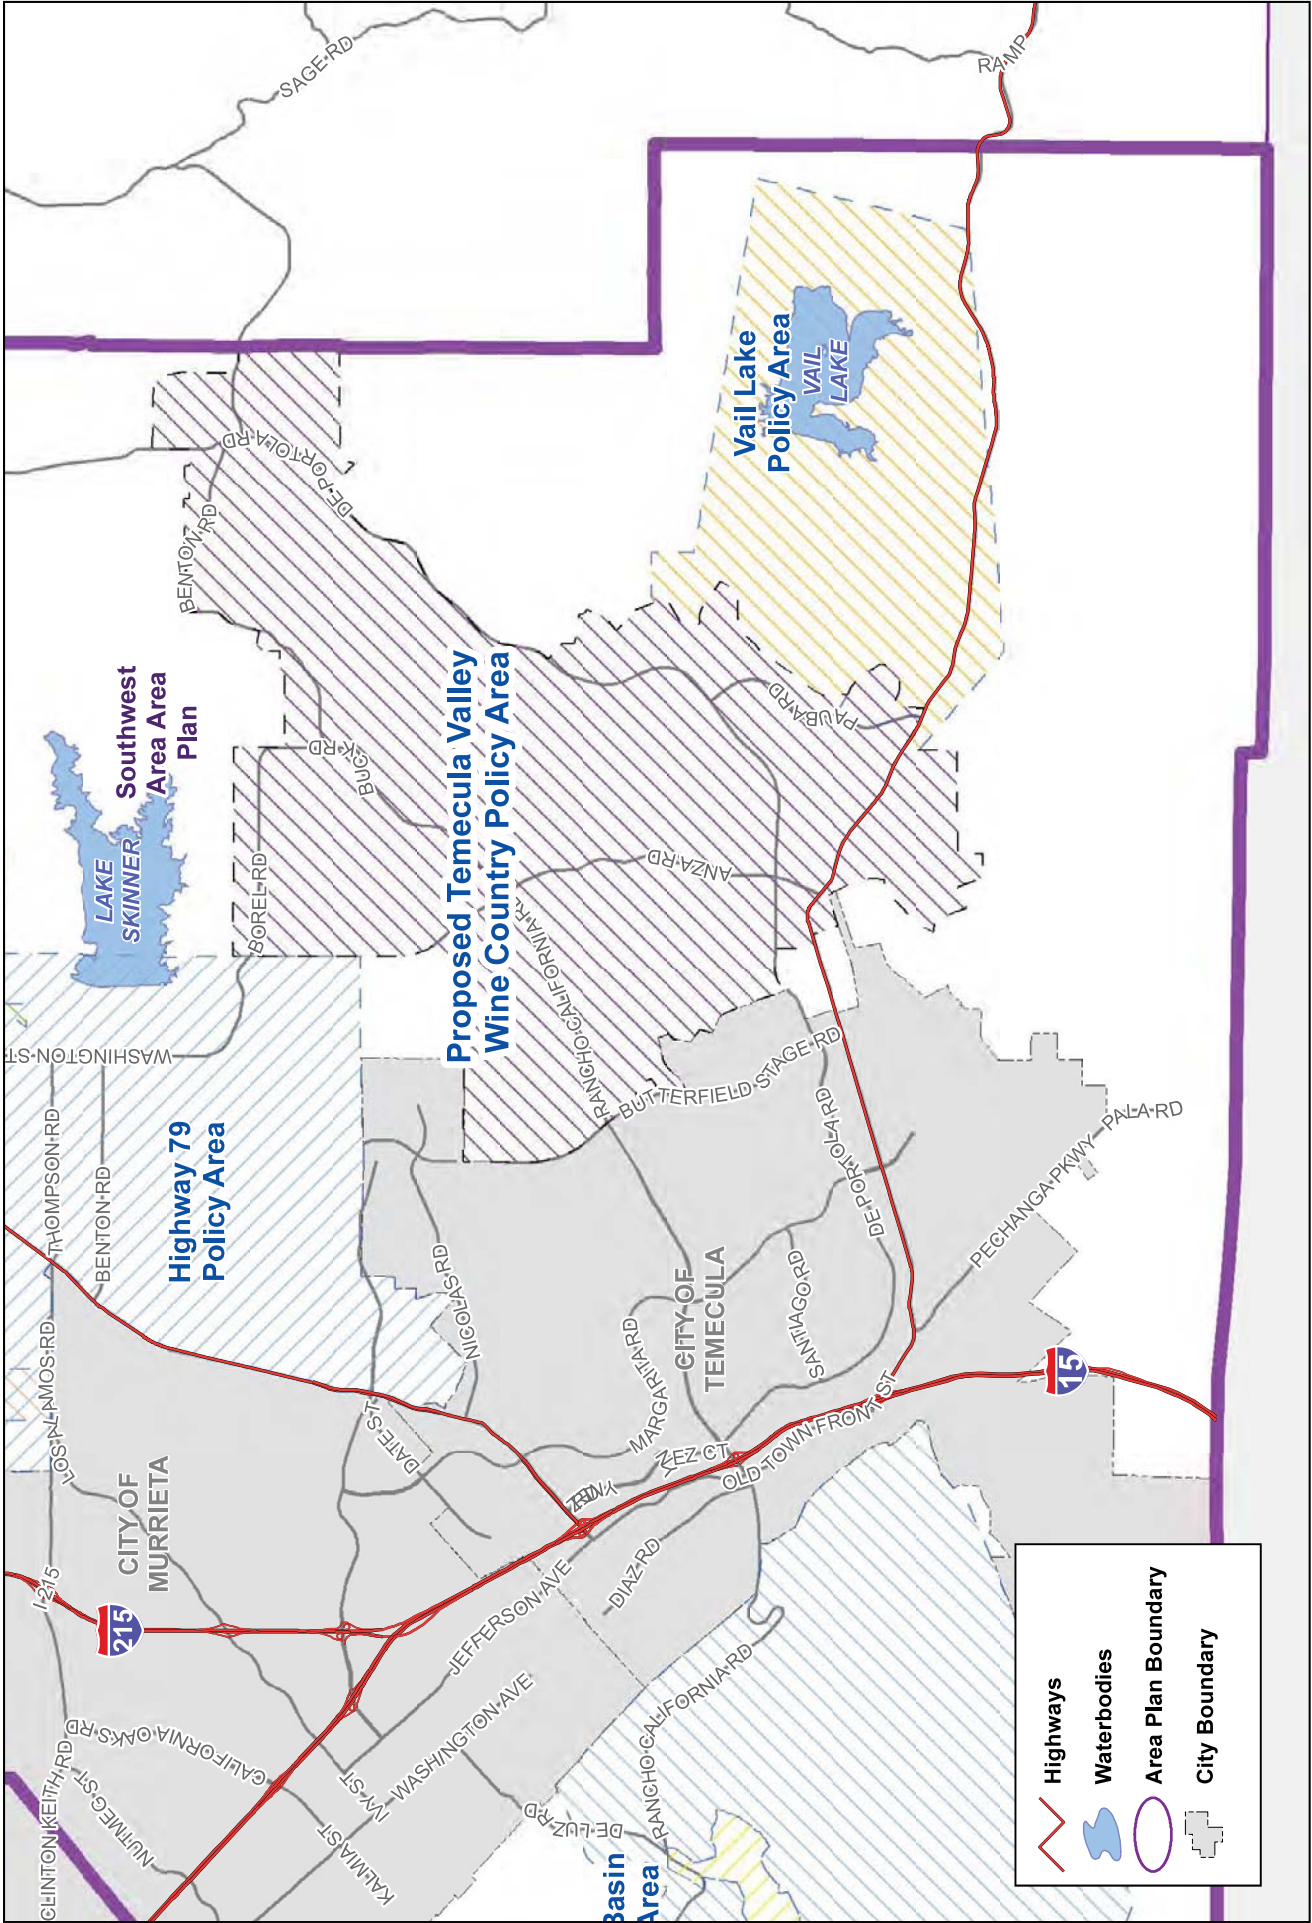 SAGE RD
RAMP
Vail Lake
Policy Area
VAIL
LAKE
DE PORTOLA RD
BENTON RD
Southwest
Area Area
Plan
LAKE
SKINNER
BUCK RD
BOREL RD
PAUBA RD
ANZA RD
Proposed Temecula Valley
Wine Country Policy Area
RANCHO CALIFORNIA RD
WASHINGTON ST
THOMPSON RD
BENTON RD
Highway 79
Policy Area
BUTTERFIELD STAGE RD
DE PORTOLA RD
PALA RD
PECHANGA PKWY
LOS ALAMOS RD
NICOLAS RD
MARGARITA RD
CITY OF
TEMECULA
SANTIAGO RD
15
DATE ST
YNEZ CT
YNEZ RD
OLD TOWN FRONT ST
CITY OF
MURRIETA
I-215
215
JEFFERSON AVE
DIAZ RD
WASHINGTON AVE
RANCHO CALIFORNIA RD
CALIFORNIA OAKS RD
CLINTON KEITH RD
NUTMEG ST
IVY ST
KALMIA ST
DE LUZ RD
Basin
Area
Highways
Waterbodies
Area Plan Boundary
City Boundary